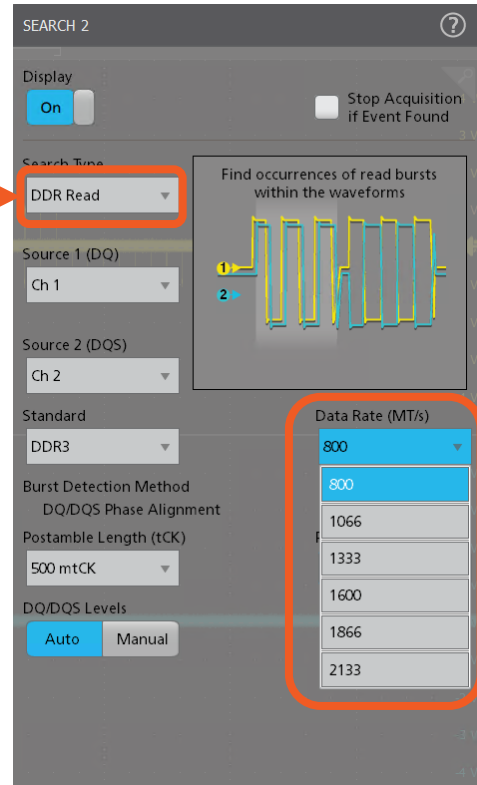 SEARCH 2
?
Display
On
Stop Acquisition
if Event Found
Search Type
DDR Read
Find occurrences of read bursts
within the waveforms
1
2
Source 1 (DQ)
Ch 1
Source 2 (DQS)
Ch 2
Standard
DDR3
Data Rate (MT/s)
800
800
1066
1333
1600
1866
2133
Burst Detection Method
DQ/DQS Phase Alignment
Postamble Length (tCK)
500 mtCK
DQ/DQS Levels
Auto
Manual
-3 V
-4 V